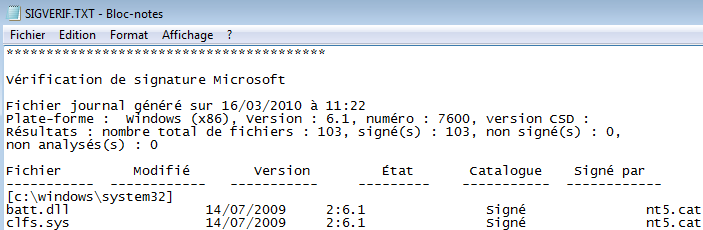 SIGVERIF.TXT - Bloc-notes
Fichier Edition Format Affichage ?
****************************************
Vérification de signature Microsoft
Fichier journal généré sur 16/03/2010 à 11:22
Plate-forme : Windows (x86), Version : 6.1, numéro : 7600, version CSD :
Résultats : nombre total de fichiers : 103, signé(s) : 103, non signé(s) : 0,
non analysés(s) : 0
Fichier Modifié Version État Catalogue Signé par
------------ ------------ ----------- ---------- ----------- ------------
[c:\windows\system32]
batt.dll 14/07/2009 2:6.1 Signé nt5.cat
clfs.sys 14/07/2009 2:6.1 Signé nt5.cat